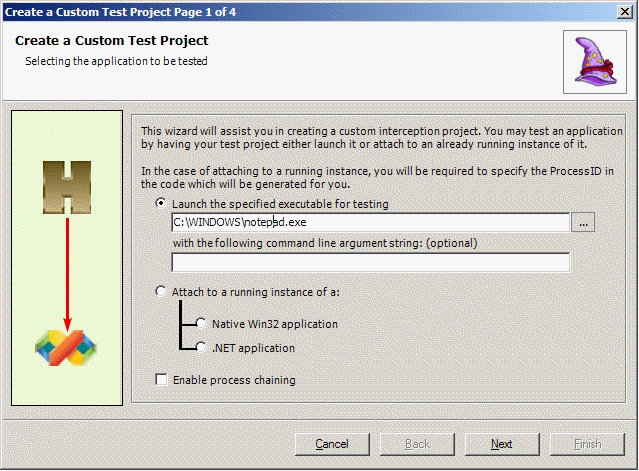 Create a Custom Test Project Page 1 of 4
Create a Custom Test Project
Selecting the application to be tested
This wizard will assist you in creating a custom interception project. You may test an application
by having your test project either launch it or attach to an already running instance of it.
In the case of attaching to a running instance, you will be required to specify the ProcessID in
the code which will be generated for you.
Launch the specified executable for testing
C:\WINDOWS\notepad.exe
...
with the following command line argument string: (optional)
Attach to a running instance of a:
Native Win32 application
.NET application
Enable process chaining
Cancel
Back
Next
Finish